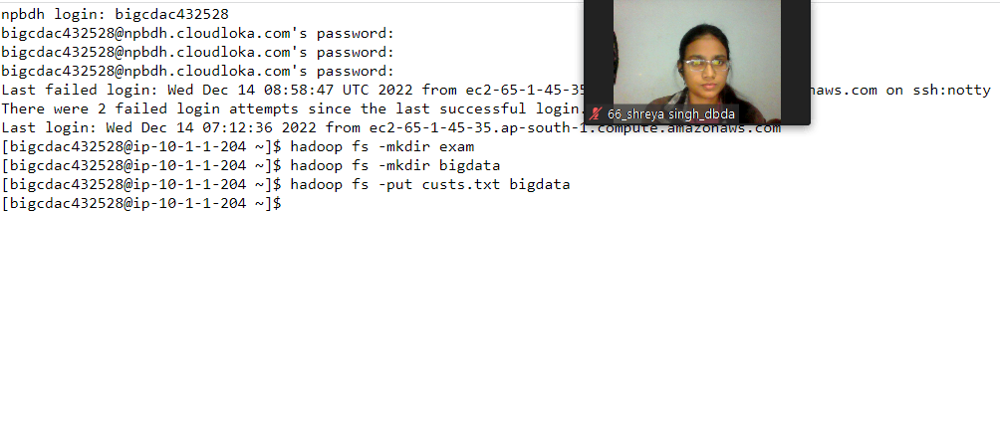 npbdh login: bigcdac432528
bigcdac432528@npbdh.cloudloka.com's password:
bigcdac432528@npbdh.cloudloka.com's password:
bigcdac432528@npbdh.cloudloka.com's password:
Last failed login: Wed Dec 14 08:58:47 UTC 2022 from ec2-65-1-45-35 onaws.com on ssh:notty
There were 2 failed login attempts since the last successful login.
Last login: Wed Dec 14 07:12:36 2022 from ec2-65-1-45-35.ap-south-1.compute.amazonaws.com
[bigcdac432528@ip-10-1-1-204 ~]$ hadoop fs -mkdir exam
[bigcdac432528@ip-10-1-1-204 ~]$ hadoop fs -mkdir bigdata
[bigcdac432528@ip-10-1-1-204 ~]$ hadoop fs -put custs.txt bigdata
[bigcdac432528@ip-10-1-1-204 ~]$
66_shreya singh_dbda